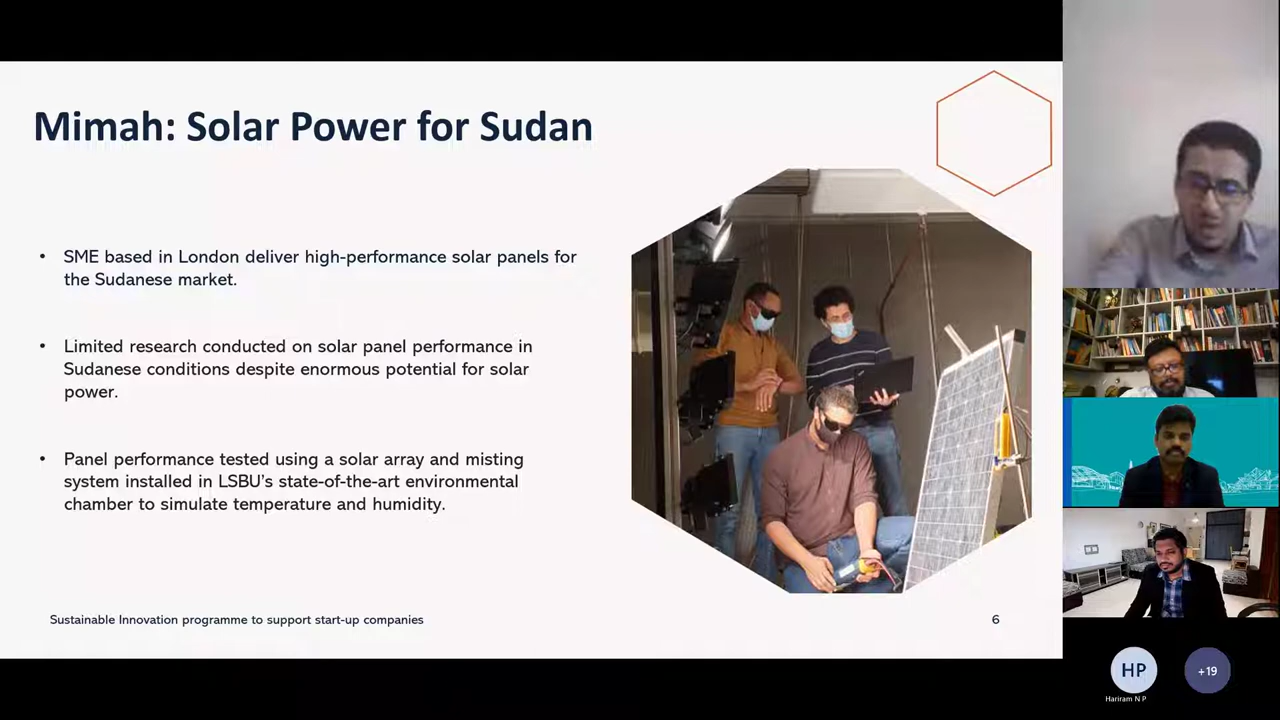 Mimah: Solar Power for Sudan
• SME based in London deliver high-performance solar panels for
the Sudanese market.
• Limited research conducted on solar panel performance in
Sudanese conditions despite enormous potential for solar
power.
• Panel performance tested using a solar array and misting
system installed in LSBU’s state-of-the-art environmental
chamber to simulate temperature and humidity.
Sustainable Innovation programme to support start-up companies
6
HP
+19
Hariram N P